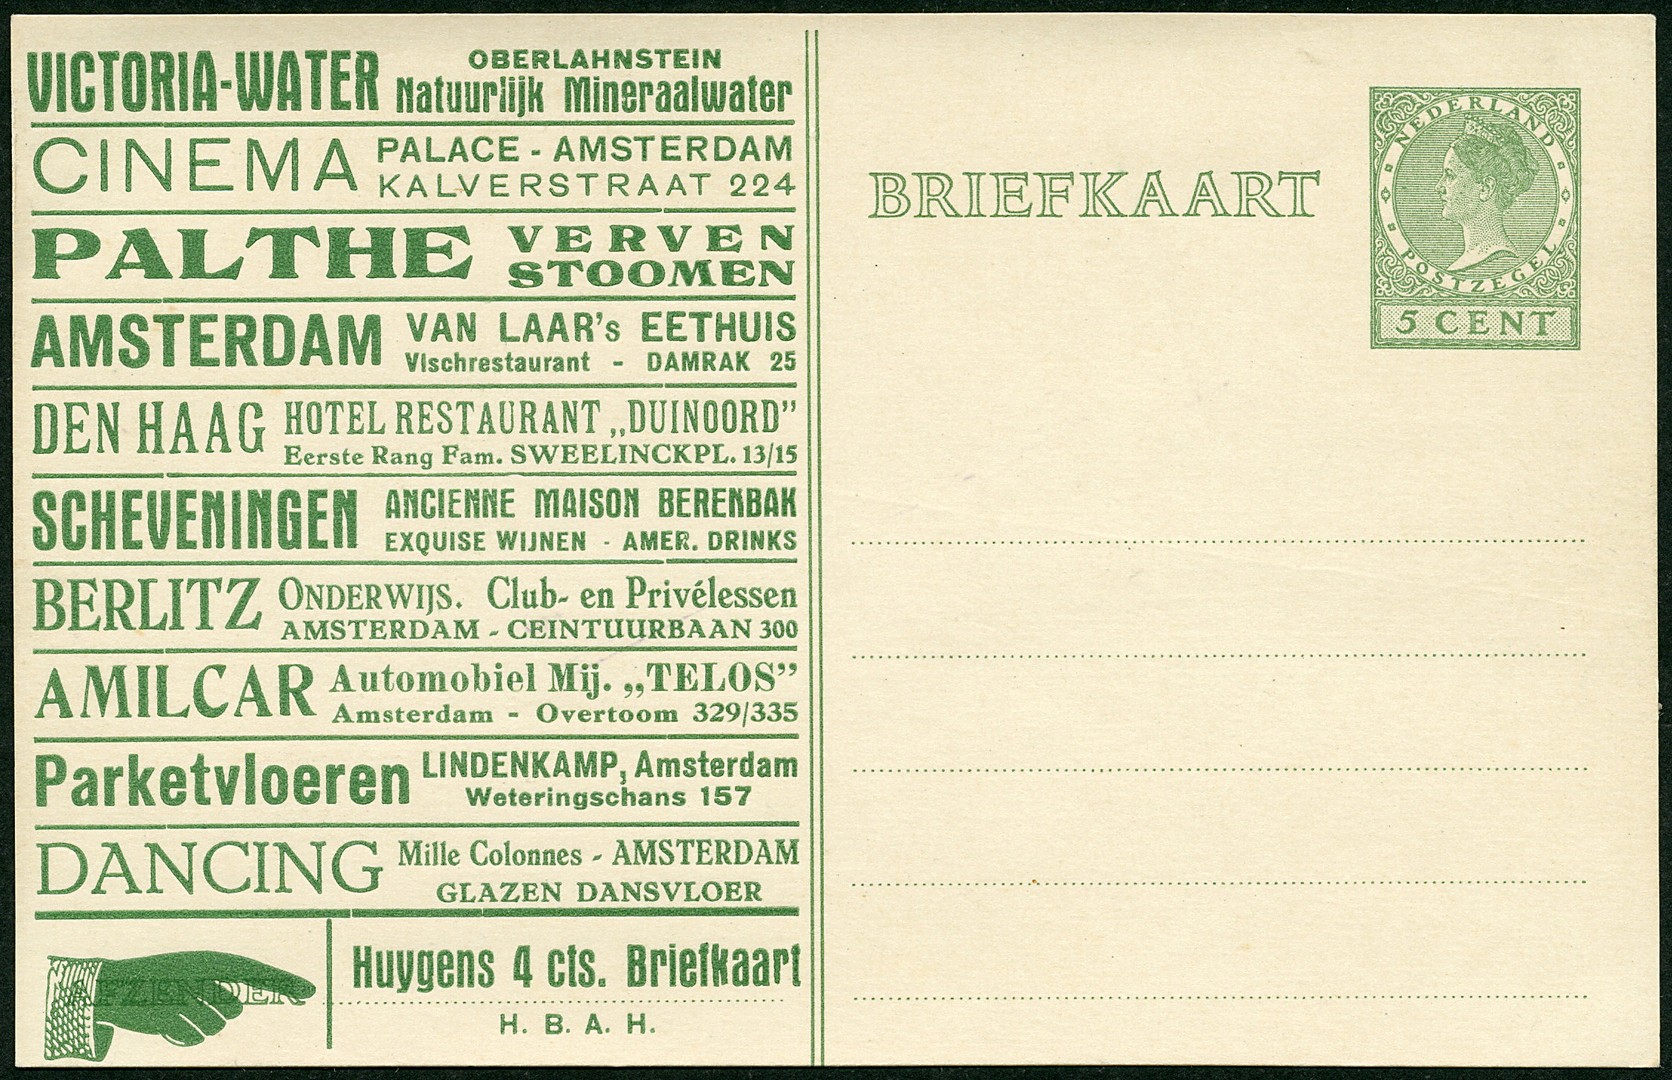 VICTORIA-WATER OBERLAHNSTEIN
Natuurlijk Mineraalwater
CINEMA PALACE - AMSTERDAM
KALVERSTRAAT 224
PALTHE VERVEN
STOOMEN
AMSTERDAM VAN LAAR's EETHUIS
Vischrestaurant - DAMRAK 25
DEN HAAG HOTEL RESTAURANT „DUINOORD”
Eerste Rang Fam. SWEELINCKPL. 13/15
SCHEVENINGEN ANCIENNE MAISON BERENBAK
EXQUISE WIJNEN - AMER. DRINKS
BERLITZ ONDERWIJS. Club- en Privélessen
AMSTERDAM - CEINTUURBAAN 300
AMILCAR Automobiel Mij. „TELOS”
Amsterdam - Overtoom 329/335
Parketvloeren LINDENKAMP, Amsterdam
Weteringschans 157
DANCING Mille Colonnes - AMSTERDAM
GLAZEN DANSVLOER
AFZENDER
Huygens 4 cts. Briefkaart
H. B. A. H.
BRIEFKAART
NEDERLAND
POSTZEGEL
5 CENT